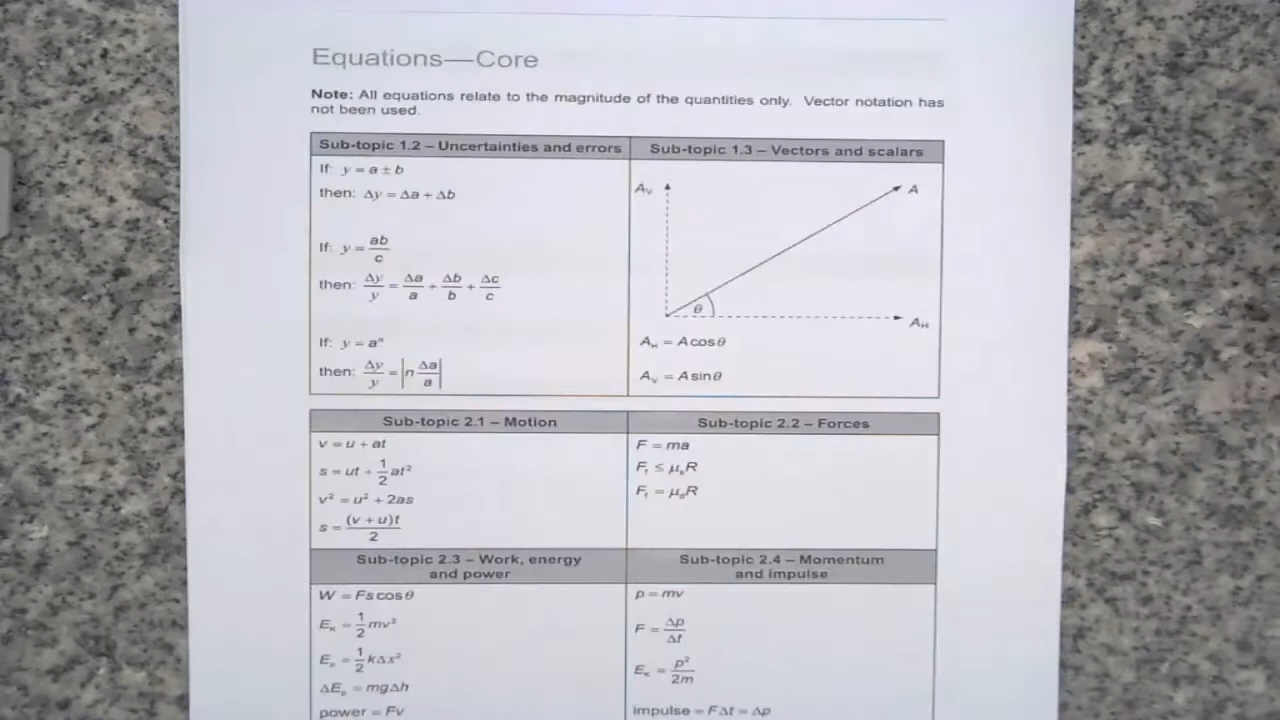 Equations—Core
Note: All equations relate to the magnitude of the quantities only. Vector notation has
not been used.
Sub-topic 1.2 – Uncertainties and errors
If: y = a ± b
then: Δy = Δa + Δb
If: y = ab/c
then: Δy/y = Δa/a + Δb/b + Δc/c
If: y = aⁿ
then: Δy/y = |n Δa/a|
Sub-topic 1.3 – Vectors and scalars
A_V
A
θ
A_H
A_H = A cos θ
A_V = A sin θ
Sub-topic 2.1 – Motion
v = u + at
s = ut + 1/2 at²
v² = u² + 2as
s = (v + u)t/2
Sub-topic 2.2 – Forces
F = ma
F_f ≤ μ_s R
F_f = μ_d R
Sub-topic 2.3 – Work, energy
and power
W = Fs cos θ
E_K = 1/2 mv²
E_p = 1/2 kΔx²
ΔE_p = mgΔh
power = Fv
Sub-topic 2.4 – Momentum
and impulse
p = mv
F = Δp/Δt
E_K = p²/2m
impulse = FΔt = Δp